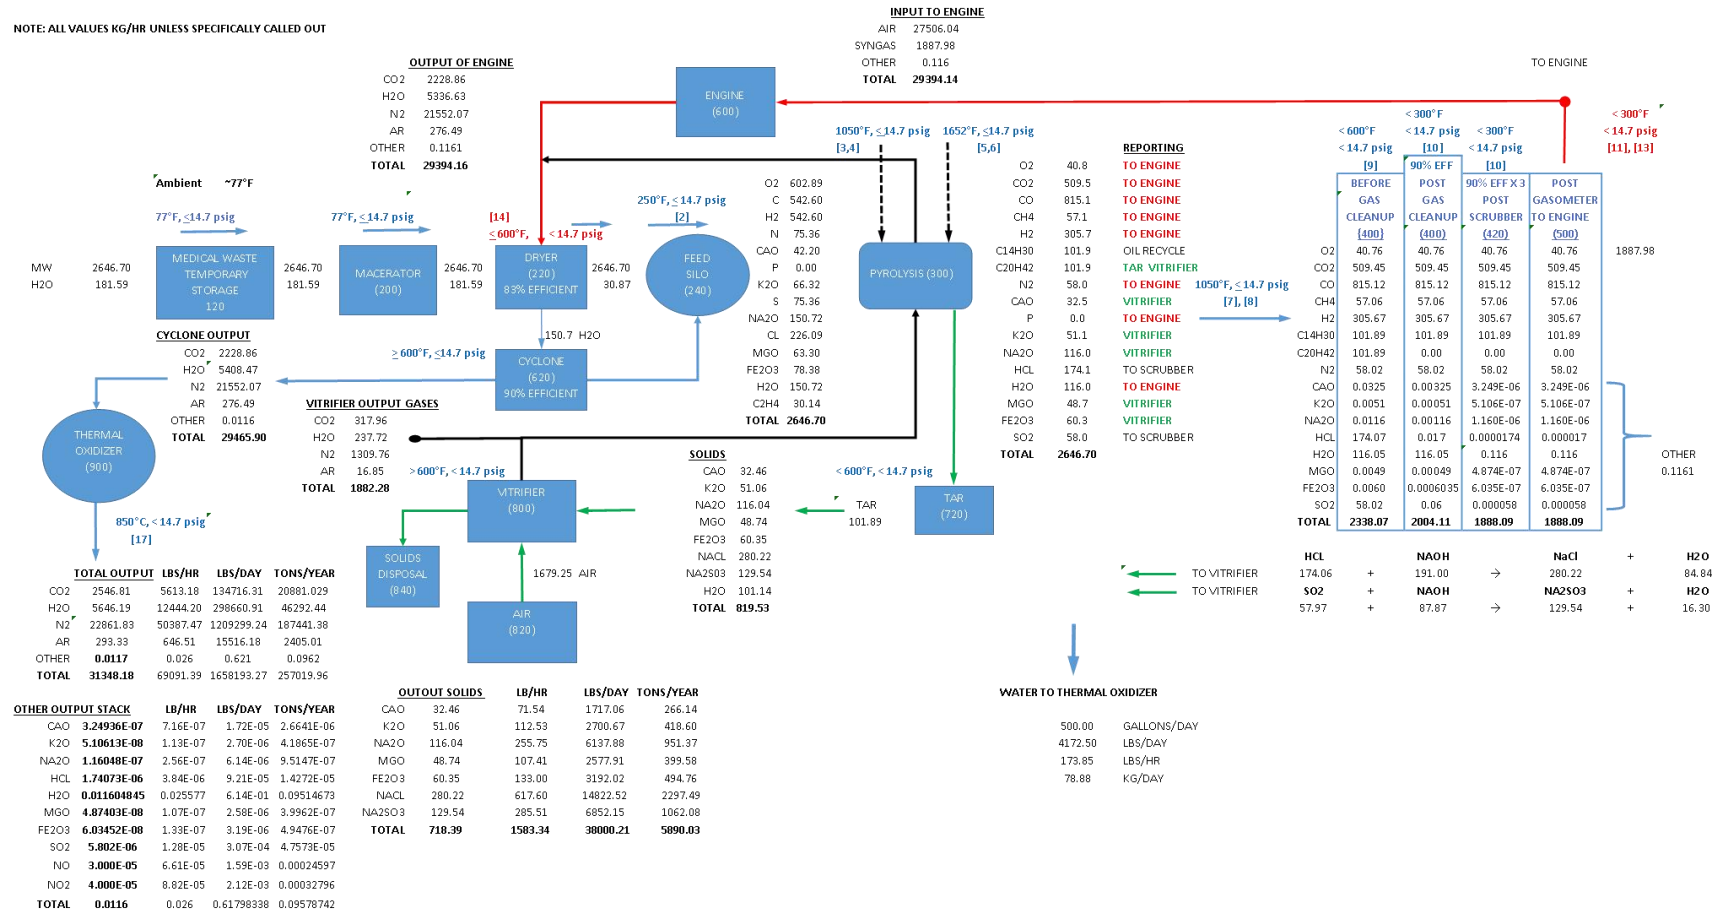 NOTE: ALL VALUES KG/HR UNLESS SPECIFICALLY CALLED OUT
INPUT TO ENGINE
AIR 27506.04
SYNGAS 1887.98
OTHER 0.116
TOTAL 29394.14
OUTPUT OF ENGINE
CO2 2228.86
H2O 5336.63
N2 21552.07
AR 276.49
OTHER 0.1161
TOTAL 29394.16
ENGINE
(600)
TO ENGINE
1050°F, ≤14.7 psig
[3,4]
1652°F, ≤14.7 psig
[5,6]
< 600°F
< 14.7 psig
[9]
< 300°F
< 14.7 psig
[10]
< 300°F
< 14.7 psig
[10]
< 300°F
< 14.7 psig
[11], [13]
Ambient ~77°F
77°F, ≤14.7 psig
77°F, ≤14.7 psig
[14]
≤ 600°F, < 14.7 psig
250°F, ≤ 14.7 psig
[2]
MW 2646.70
H2O 181.59
MEDICAL WASTE
TEMPORARY
STORAGE
120
2646.70
181.59
MACERATOR
(200)
2646.70
181.59
DRYER
(220)
83% EFFICIENT
2646.70
30.87
FEED
SILO
(240)
150.7 H2O
≥ 600°F, ≤14.7 psig
CYCLONE
(620)
90% EFFICIENT
O2 602.89
C 542.60
H2 542.60
N 75.36
CAO 42.20
P 0.00
K2O 66.32
S 75.36
NA2O 150.72
CL 226.09
MGO 63.30
FE2O3 78.38
H2O 150.72
C2H4 30.14
TOTAL 2646.70
PYROLYSIS (300)
REPORTING
O2 40.8 TO ENGINE
CO2 509.5 TO ENGINE
CO 815.1 TO ENGINE
CH4 57.1 TO ENGINE
H2 305.7 TO ENGINE
C14H30 101.9 OIL RECYCLE
C20H42 101.9 TAR VITRIFIER
N2 58.0 TO ENGINE
CAO 32.5 VITRIFIER
P 0.0 TO ENGINE
K2O 51.1 VITRIFIER
NA2O 116.0 VITRIFIER
HCL 174.1 TO SCRUBBER
H2O 116.0 TO ENGINE
MGO 48.7 VITRIFIER
FE2O3 60.3 VITRIFIER
SO2 58.0 TO SCRUBBER
TOTAL 2646.70
1050°F, ≤ 14.7 psig
[7], [8]
90% EFF
BEFORE POST 90% EFF X 3 POST
GAS GAS POST GASOMETER
CLEANUP CLEANUP SCRUBBER TO ENGINE
(400) (400) (420) (500)
O2 40.76 40.76 40.76 40.76 1887.98
CO2 509.45 509.45 509.45 509.45
CO 815.12 815.12 815.12 815.12
CH4 57.06 57.06 57.06 57.06
H2 305.67 305.67 305.67 305.67
C14H30 101.89 101.89 101.89 101.89
C20H42 101.89 0.00 0.00 0.00
N2 58.02 58.02 58.02 58.02
CAO 0.0325 0.00325 3.249E-06 3.249E-06
K2O 0.0051 0.00051 5.106E-07 5.106E-07
NA2O 0.0116 0.00116 1.160E-06 1.160E-06
HCL 174.07 0.017 0.0000174 0.000017
H2O 116.05 116.05 0.116 0.116
MGO 0.0049 0.00049 4.874E-07 4.874E-07
FE2O3 0.0060 0.0006035 6.035E-07 6.035E-07
SO2 58.02 0.06 0.000058 0.000058
TOTAL 2338.07 2004.11 1888.09 1888.09
OTHER
0.1161
CYCLONE OUTPUT
CO2 2228.86
H2O 5408.47
N2 21552.07
AR 276.49
OTHER 0.0116
TOTAL 29465.90
THERMAL
OXIDIZER
(900)
VITRIFIER OUTPUT GASES
CO2 317.96
H2O 237.72
N2 1309.76
AR 16.85
TOTAL 1882.28
>600°F, < 14.7 psig
VITRIFIER
(800)
SOLIDS
CAO 32.46
K2O 51.06
NA2O 116.04
MGO 48.74
FE2O3 60.35
NACL 280.22
NA2SO3 129.54
H2O 101.14
TOTAL 819.53
<600°F, < 14.7 psig
TAR
101.89
TAR
(720)
850°C, < 14.7 psig
[17]
SOLIDS
DISPOSAL
(840)
1679.25 AIR
AIR
(820)
HCL NAOH NaCl + H2O
TO VITRIFIER 174.06 + 191.00 → 280.22 84.84
TO VITRIFIER SO2 + NAOH NA2SO3 + H2O
57.97 + 87.87 → 129.54 + 16.30
TOTAL OUTPUT LBS/HR LBS/DAY TONS/YEAR
CO2 2546.81 5613.18 134716.31 20881.029
H2O 5646.19 12444.20 298660.91 46292.44
N2 22861.83 50387.47 1209299.24 187441.38
AR 293.33 646.51 15516.18 2405.01
OTHER 0.0117 0.026 0.621 0.0962
TOTAL 31348.18 69091.39 1658193.27 257019.96
OTHER OUTPUT STACK LB/HR LBS/DAY TONS/YEAR
CAO 3.24936E-07 7.16E-07 1.72E-05 2.6641E-06
K2O 5.10613E-08 1.13E-07 2.70E-06 4.1865E-07
NA2O 1.16048E-07 2.56E-07 6.14E-06 9.5147E-07
HCL 1.74073E-06 3.84E-06 9.21E-05 1.4272E-05
H2O 0.011604845 0.025577 6.14E-01 0.09514673
MGO 4.87403E-08 1.07E-07 2.58E-06 3.9962E-07
FE2O3 6.03452E-08 1.33E-07 3.19E-06 4.9476E-07
SO2 5.802E-06 1.28E-05 3.07E-04 4.7573E-05
NO 3.000E-05 6.61E-05 1.59E-03 0.00024597
NO2 4.000E-05 8.82E-05 2.12E-03 0.00032796
TOTAL 0.0116 0.026 0.61798338 0.09578742
OUTOUT SOLIDS LB/HR LBS/DAY TONS/YEAR
CAO 32.46 71.54 1717.06 266.14
K2O 51.06 112.53 2700.67 418.60
NA2O 116.04 255.75 6137.88 951.37
MGO 48.74 107.41 2577.91 399.58
FE2O3 60.35 133.00 3192.02 494.76
NACL 280.22 617.60 14822.52 2297.49
NA2SO3 129.54 285.51 6852.15 1062.08
TOTAL 718.39 1583.34 38000.21 5890.03
WATER TO THERMAL OXIDIZER
500.00 GALLONS/DAY
4172.50 LBS/DAY
173.85 LBS/HR
78.88 KG/DAY